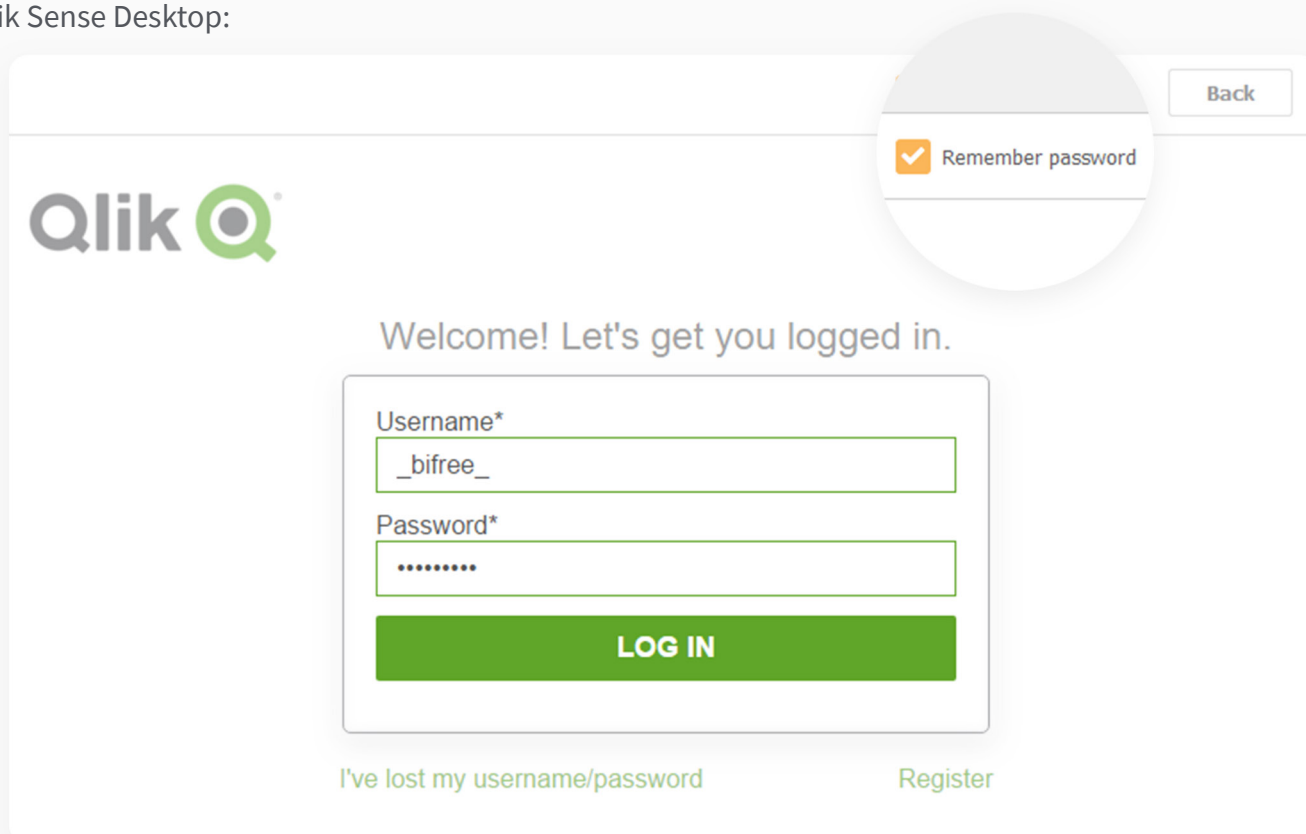 ik Sense Desktop:
Back
Remember password
Qlik
Welcome! Let's get you logged in.
Username*
_bifree_
Password*
•••••••••
LOG IN
I've lost my username/password
Register